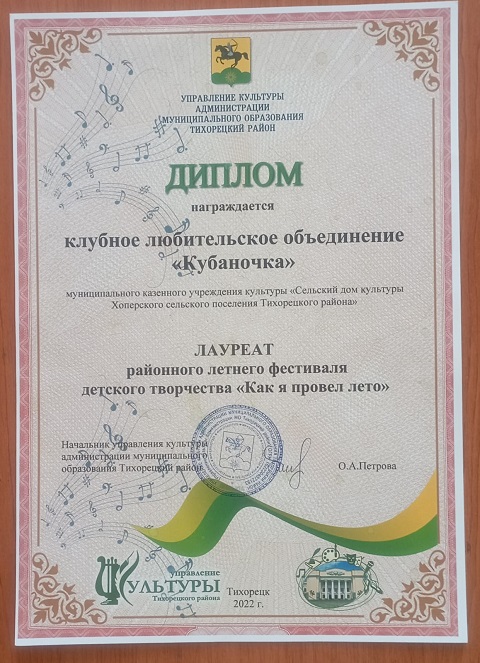 УПРАВЛЕНИЕ КУЛЬТУРЫ
АДМИНИСТРАЦИИ
МУНИЦИПАЛЬНОГО ОБРАЗОВАНИЯ
ТИХОРЕЦКИЙ РАЙОН
ДИПЛОМ
награждается
клубное любительское объединение
«Кубаночка»
муниципального казенного учреждения культуры «Сельский дом культуры
Хоперского сельского поселения Тихорецкого района»
ЛАУРЕАТ
районного летнего фестиваля
детского творчества «Как я провел лето»
Начальник управления культуры
администрации муниципального
образования Тихорецкий район
О.А.Петрова
управление
КУЛЬТУРЫ
Тихорецкого района
Тихорецк
2022 г.